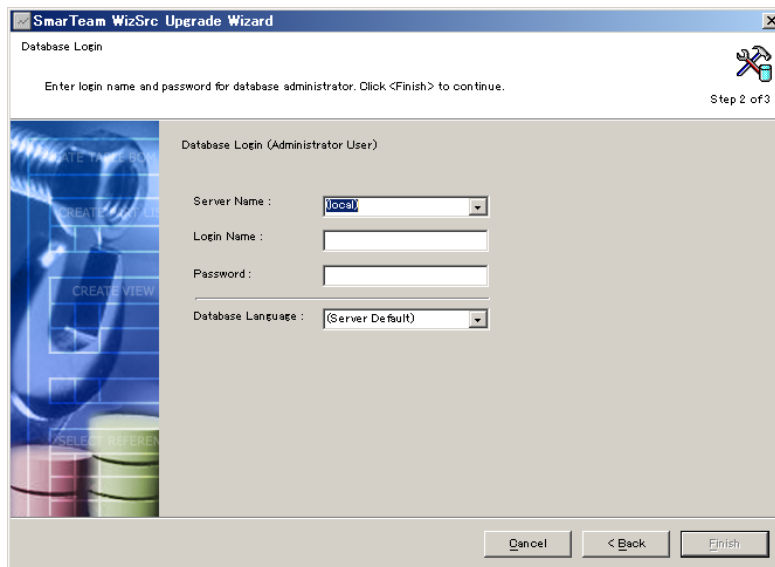 SmarTeam WizSrc Upgrade Wizard
Database Login
Enter login name and password for database administrator. Click <Finish> to continue.
Step 2 of 3
Database Login (Administrator User)
Server Name :
(local)
Login Name :
Password :
Database Language :
(Server Default)
CREATE VIEW
Cancel
< Back
Finish